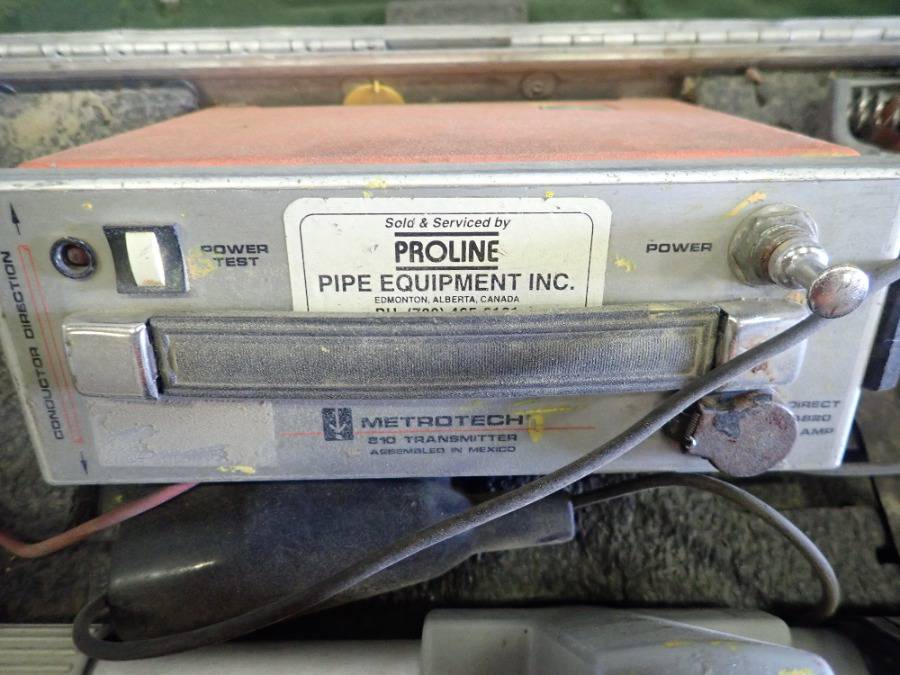 CONDUCTOR DIRECTION
POWER
TEST
Sold & Serviced by
PROLINE
PIPE EQUIPMENT INC.
EDMONTON, ALBERTA, CANADA
POWER
METROTECH
810 TRANSMITTER
ASSEMBLED IN MEXICO
DIRECT
AMP